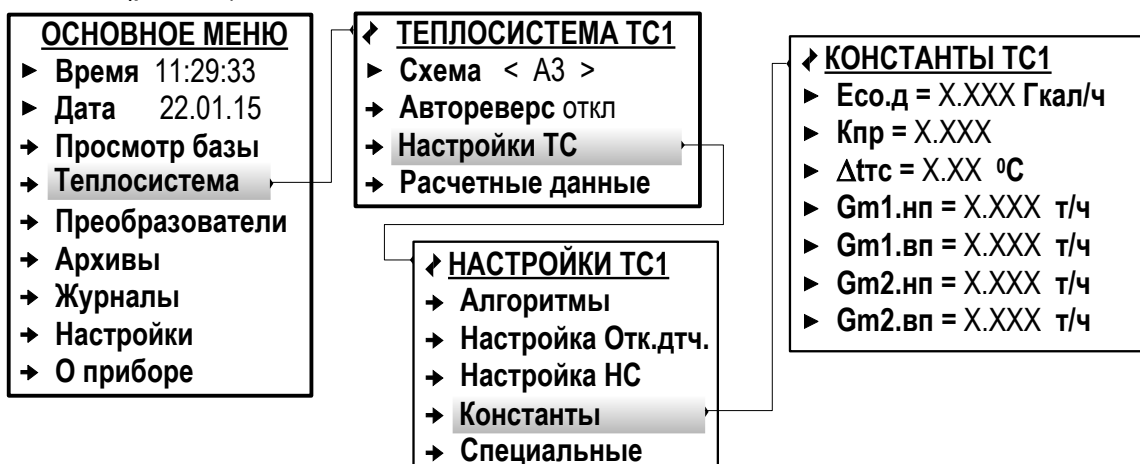 ОСНОВНОЕ МЕНЮ
Время 11:29:33
Дата 22.01.15
Просмотр базы
Теплосистема
Преобразователи
Архивы
Журналы
Настройки
О приборе
ТЕПЛОСИСТЕМА ТС1
Схема < А3 >
Автореверс откл
Настройки ТС
Расчетные данные
НАСТРОЙКИ ТС1
Алгоритмы
Настройка Отк.дтч.
Настройка НС
Константы
Специальные
КОНСТАНТЫ ТС1
Есо.д = X.XXX Гкал/ч
Кпр = X.XXX
Δtтс = X.XX ⁰С
Gm1.нп = X.XXX т/ч
Gm1.вп = X.XXX т/ч
Gm2.нп = X.XXX т/ч
Gm2.вп = X.XXX т/ч